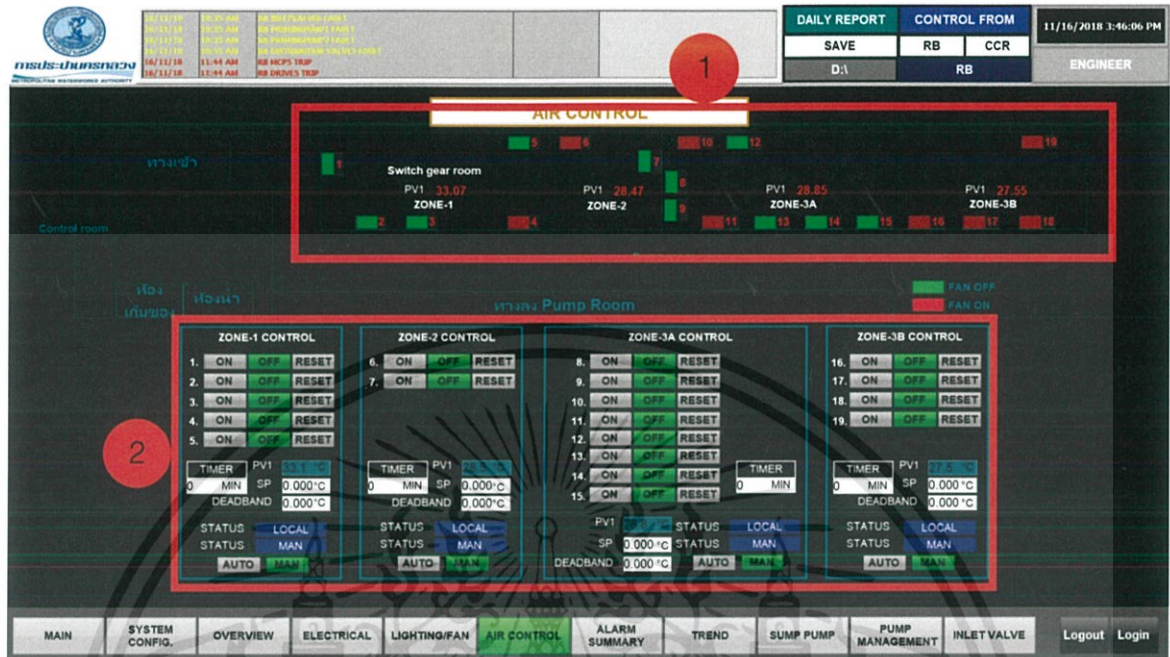 DAILY REPORT CONTROL FROM 11/16/2018 3:46:06 PM
SAVE RB CCR
D:\ RB ENGINEER
การประปานครหลวง
METROPOLITAN WATERWORKS AUTHORITY
16/11/18 11:44 AM RB MCPS TRIP
16/11/18 11:44 AM RB DRIVES TRIP
1
AIR CONTROL
5 6 10 12 19
ทางเข้า
1 Switch gear room 7
8
PV1 33.07 PV1 28.47 PV1 28.85 PV1 27.55
ZONE-1 ZONE-2 9 ZONE-3A ZONE-3B
2 3 4 11 13 14 15 16 17 18
Control room
ห้องเก็บของ
ห้องน้ำ
ทางลง Pump Room
FAN OFF
FAN ON
2
ZONE-1 CONTROL
1. ON OFF RESET
2. ON OFF RESET
3. ON OFF RESET
4. ON OFF RESET
5. ON OFF RESET
TIMER PV1 33.1 °C
0 MIN SP 0.000°C
DEADBAND 0.000°C
STATUS LOCAL
STATUS MAN
AUTO MAN
ZONE-2 CONTROL
6. ON OFF RESET
7. ON OFF RESET
TIMER PV1 28.5 °C
0 MIN SP 0.000°C
DEADBAND 0.000°C
STATUS LOCAL
STATUS MAN
AUTO MAN
ZONE-3A CONTROL
8. ON OFF RESET
9. ON OFF RESET
10. ON OFF RESET
11. ON OFF RESET
12. ON OFF RESET
13. ON OFF RESET
14. ON OFF RESET
15. ON OFF RESET
TIMER
0 MIN
PV1 °C STATUS LOCAL
SP 0.000 °C STATUS MAN
DEADBAND 0.000 °C AUTO MAN
ZONE-3B CONTROL
16. ON OFF RESET
17. ON OFF RESET
18. ON OFF RESET
19. ON OFF RESET
TIMER PV1 27.5 °C
0 MIN SP 0.000°C
DEADBAND 0.000°C
STATUS LOCAL
STATUS MAN
AUTO MAN
MAIN SYSTEM CONFIG. OVERVIEW ELECTRICAL LIGHTING/FAN AIR CONTROL ALARM SUMMARY TREND SUMP PUMP PUMP MANAGEMENT INLET VALVE Logout Login